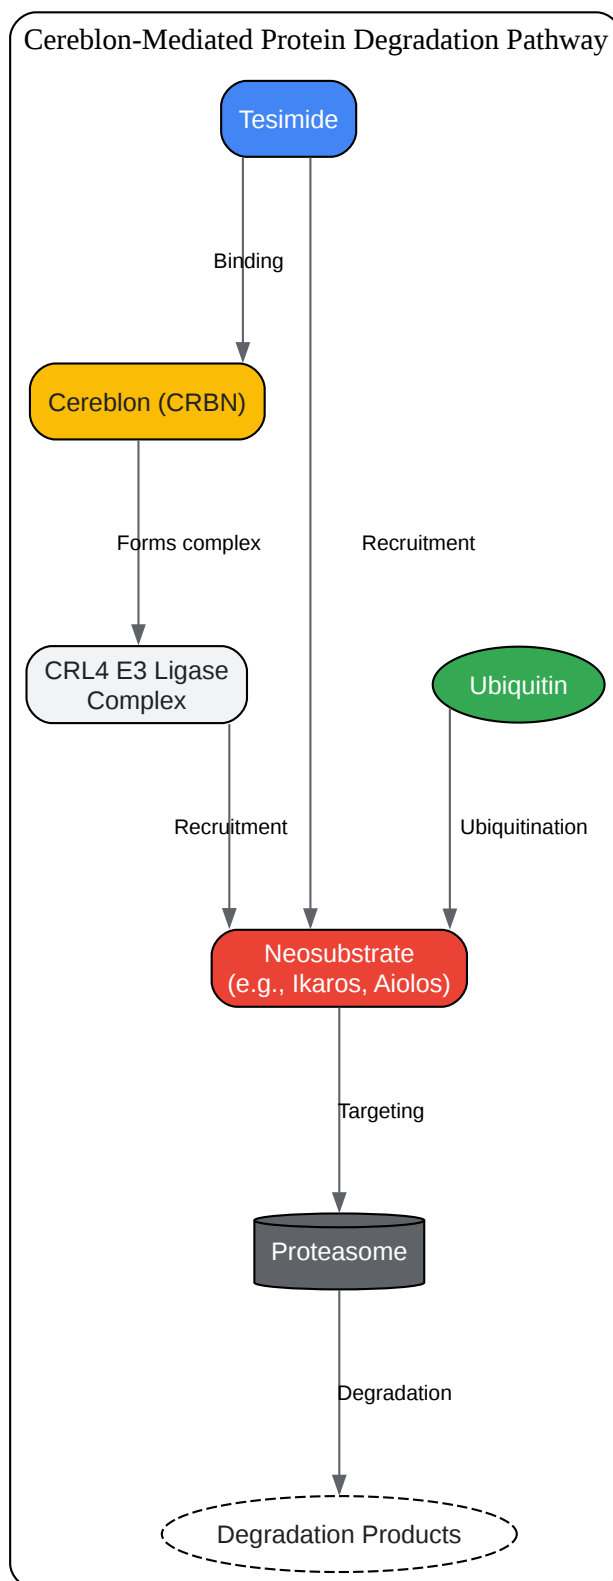 Cereblon-Mediated Protein Degradation Pathway
Tesimide
Binding
Cereblon (CRBN)
Forms complex
Recruitment
CRL4 E3 Ligase
Complex
Ubiquitin
Recruitment
Ubiquitination
Neosubstrate
(e.g., Ikaros, Aiolos)
Targeting
Proteasome
Degradation
Degradation Products